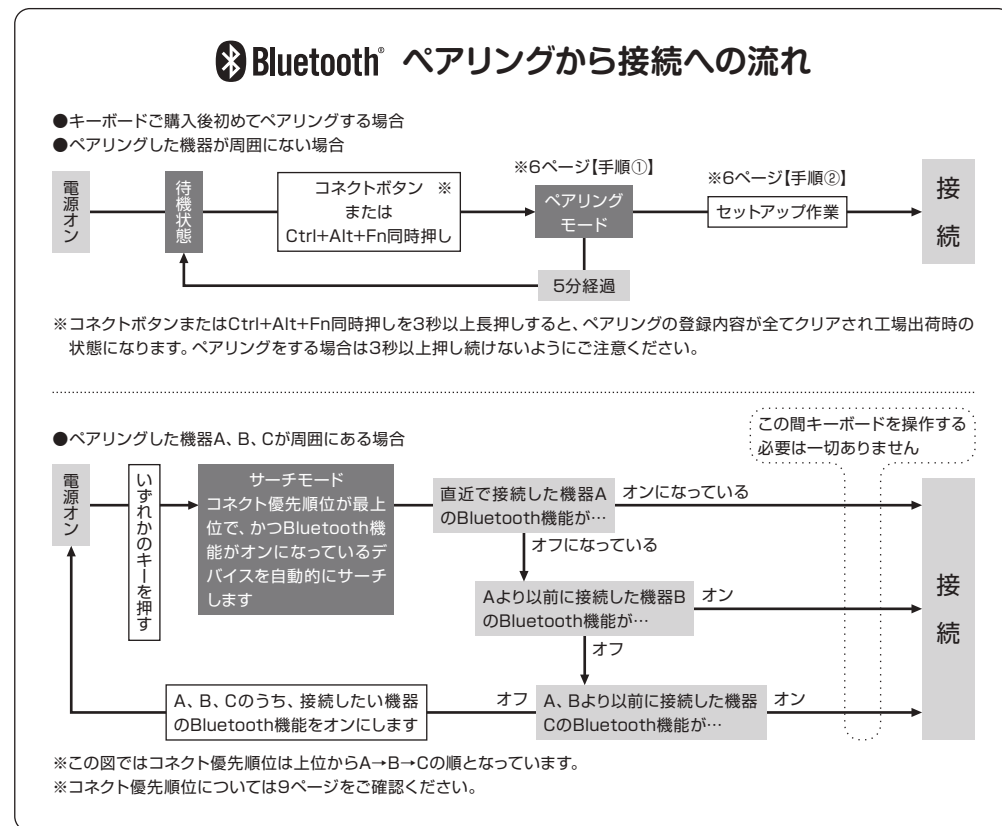 Bluetooth® ペアリングから接続への流れ
●キーボードご購入後初めてペアリングする場合
●ペアリングした機器が周囲にない場合
電源オン
待機状態
コネクトボタン ※
または
Ctrl+Alt+Fn同時押し
※6ページ【手順①】
ペアリング
モード
※6ページ【手順②】
セットアップ作業
接続
5分経過
※コネクトボタンまたはCtrl+Alt+Fn同時押しを3秒以上長押しすると、ペアリングの登録内容が全てクリアされ工場出荷時の
状態になります。ペアリングをする場合は3秒以上押し続けないようにご注意ください。
●ペアリングした機器A、B、Cが周囲にある場合
この間キーボードを操作する
必要は一切ありません
電源オン
いずれかのキーを押す
サーチモード
コネクト優先順位が最上
位で、かつBluetooth機
能がオンになっているデ
バイスを自動的にサーチ
します
直近で接続した機器A
のBluetooth機能が…
オンになっている
オフになっている
Aより以前に接続した機器B
のBluetooth機能が…
オン
オフ
接続
A、B、Cのうち、接続したい機器
のBluetooth機能をオンにします
オフ
A、Bより以前に接続した機器
CのBluetooth機能が…
オン
※この図ではコネクト優先順位は上位からA→B→Cの順となっています。
※コネクト優先順位については9ページをご確認ください。